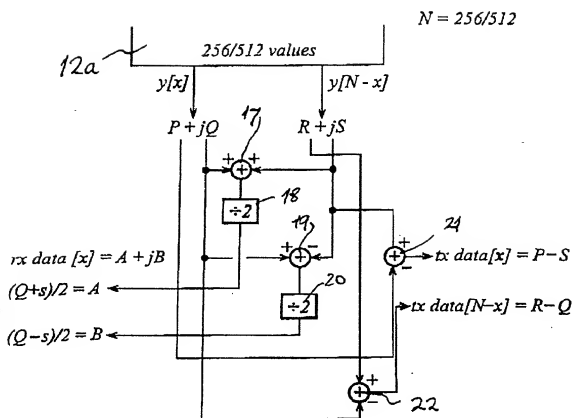 N = 256/512
12a
256/512 values
y[x]
y[N - x]
P + jQ
R + jS
17
+
+
+
18
÷2
19
+
−
+
20
÷2
21
+
−
+
rx data [x] = A + jB
tx data[x] = P−S
(Q+s)/2 = A
tx data[N−x] = R−Q
(Q−s)/2 = B
+
+
−
22